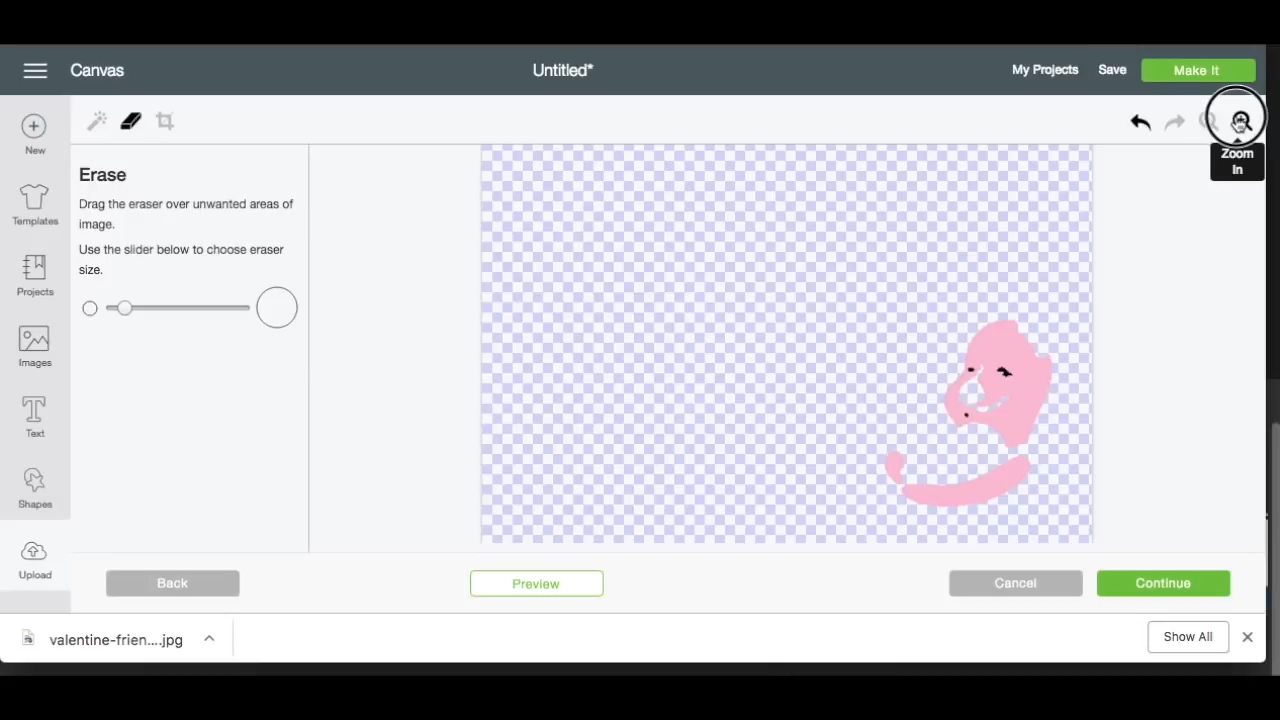 Canvas
Untitled*
My Projects
Save
Make It
New
Templates
Projects
Images
Text
Shapes
Upload
Erase
Drag the eraser over unwanted areas of
image.
Use the slider below to choose eraser
size.
Zoom
In
Back
Preview
Cancel
Continue
valentine-frien....jpg
Show All